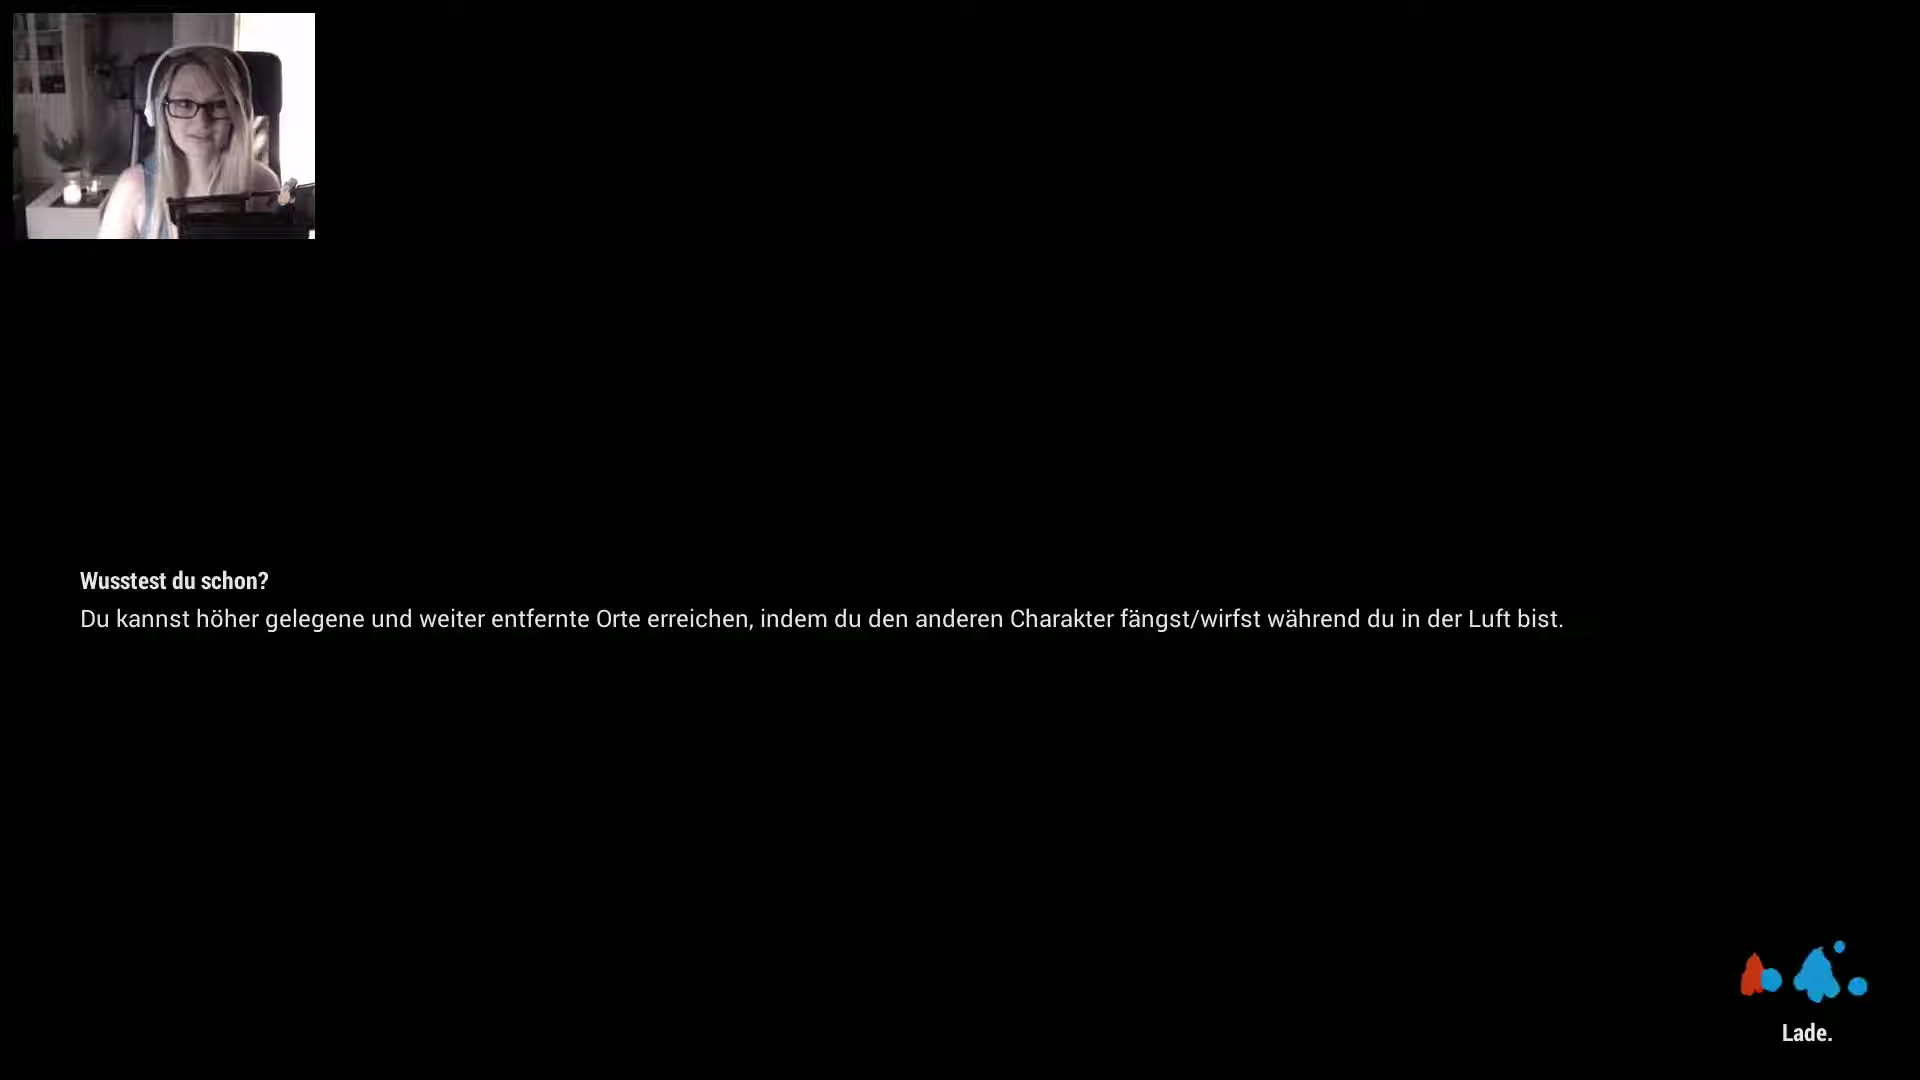 Wusstest du schon?
Du kannst höher gelegene und weiter entfernte Orte erreichen, indem du den anderen Charakter fängst/wirfst während du in der Luft bist.
Lade.